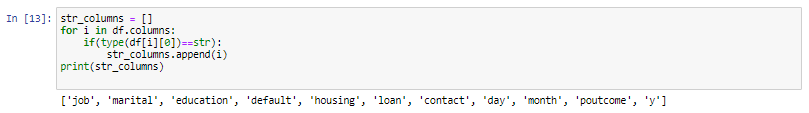 In [13]: str_columns = []
for i in df.columns:
    if(type(df[i][0])==str):
        str_columns.append(i)
print(str_columns)
['job', 'marital', 'education', 'default', 'housing', 'loan', 'contact', 'day', 'month', 'poutcome', 'y']